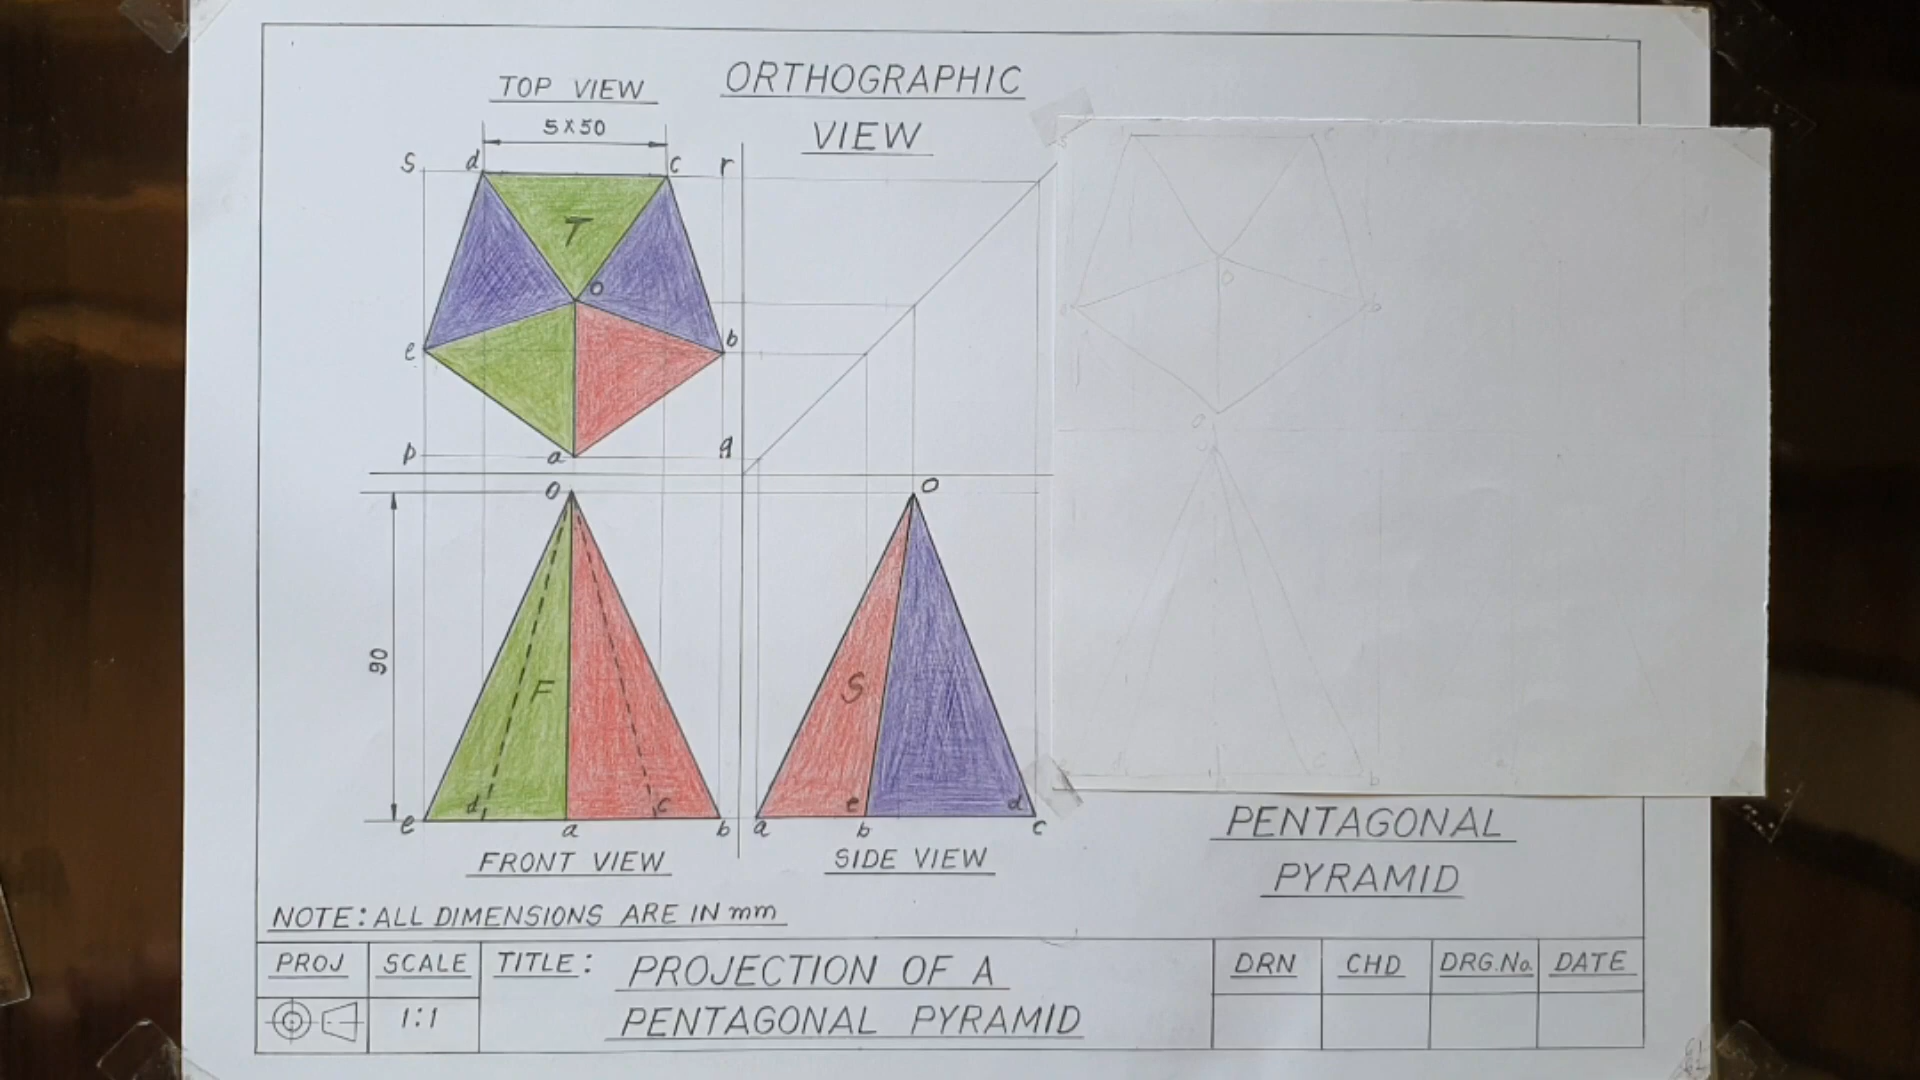 TOP VIEW
ORTHOGRAPHIC
VIEW
5X50
s d c r
T
o
e b
p a q
O O
90
F S
d c e d
e a b a b c
FRONT VIEW
SIDE VIEW
PENTAGONAL
PYRAMID
NOTE: ALL DIMENSIONS ARE IN mm
PROJ SCALE TITLE: PROJECTION OF A DRN CHD DRG.No. DATE
1:1 PENTAGONAL PYRAMID